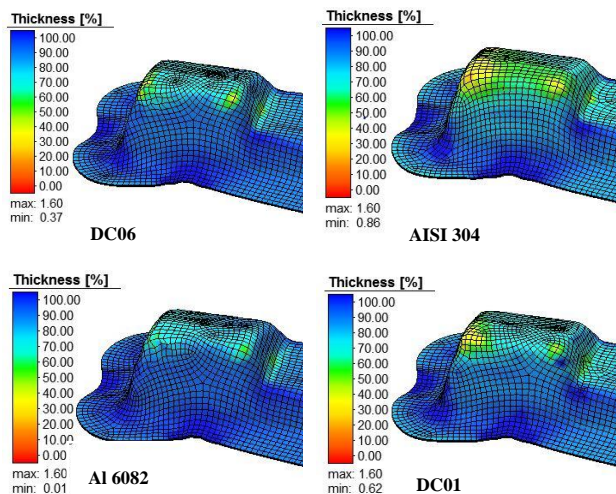 Thickness [%]
100.00
90.00
80.00
70.00
60.00
50.00
40.00
30.00
20.00
10.00
0.00
max: 1.60
min: 0.37
DC06
Thickness [%]
100.00
90.00
80.00
70.00
60.00
50.00
40.00
30.00
20.00
10.00
0.00
max: 1.60
min: 0.86
AISI 304
Thickness [%]
100.00
90.00
80.00
70.00
60.00
50.00
40.00
30.00
20.00
10.00
0.00
max: 1.60
min: 0.01
Al 6082
Thickness [%]
100.00
90.00
80.00
70.00
60.00
50.00
40.00
30.00
20.00
10.00
0.00
max: 1.60
min: 0.62
DC01